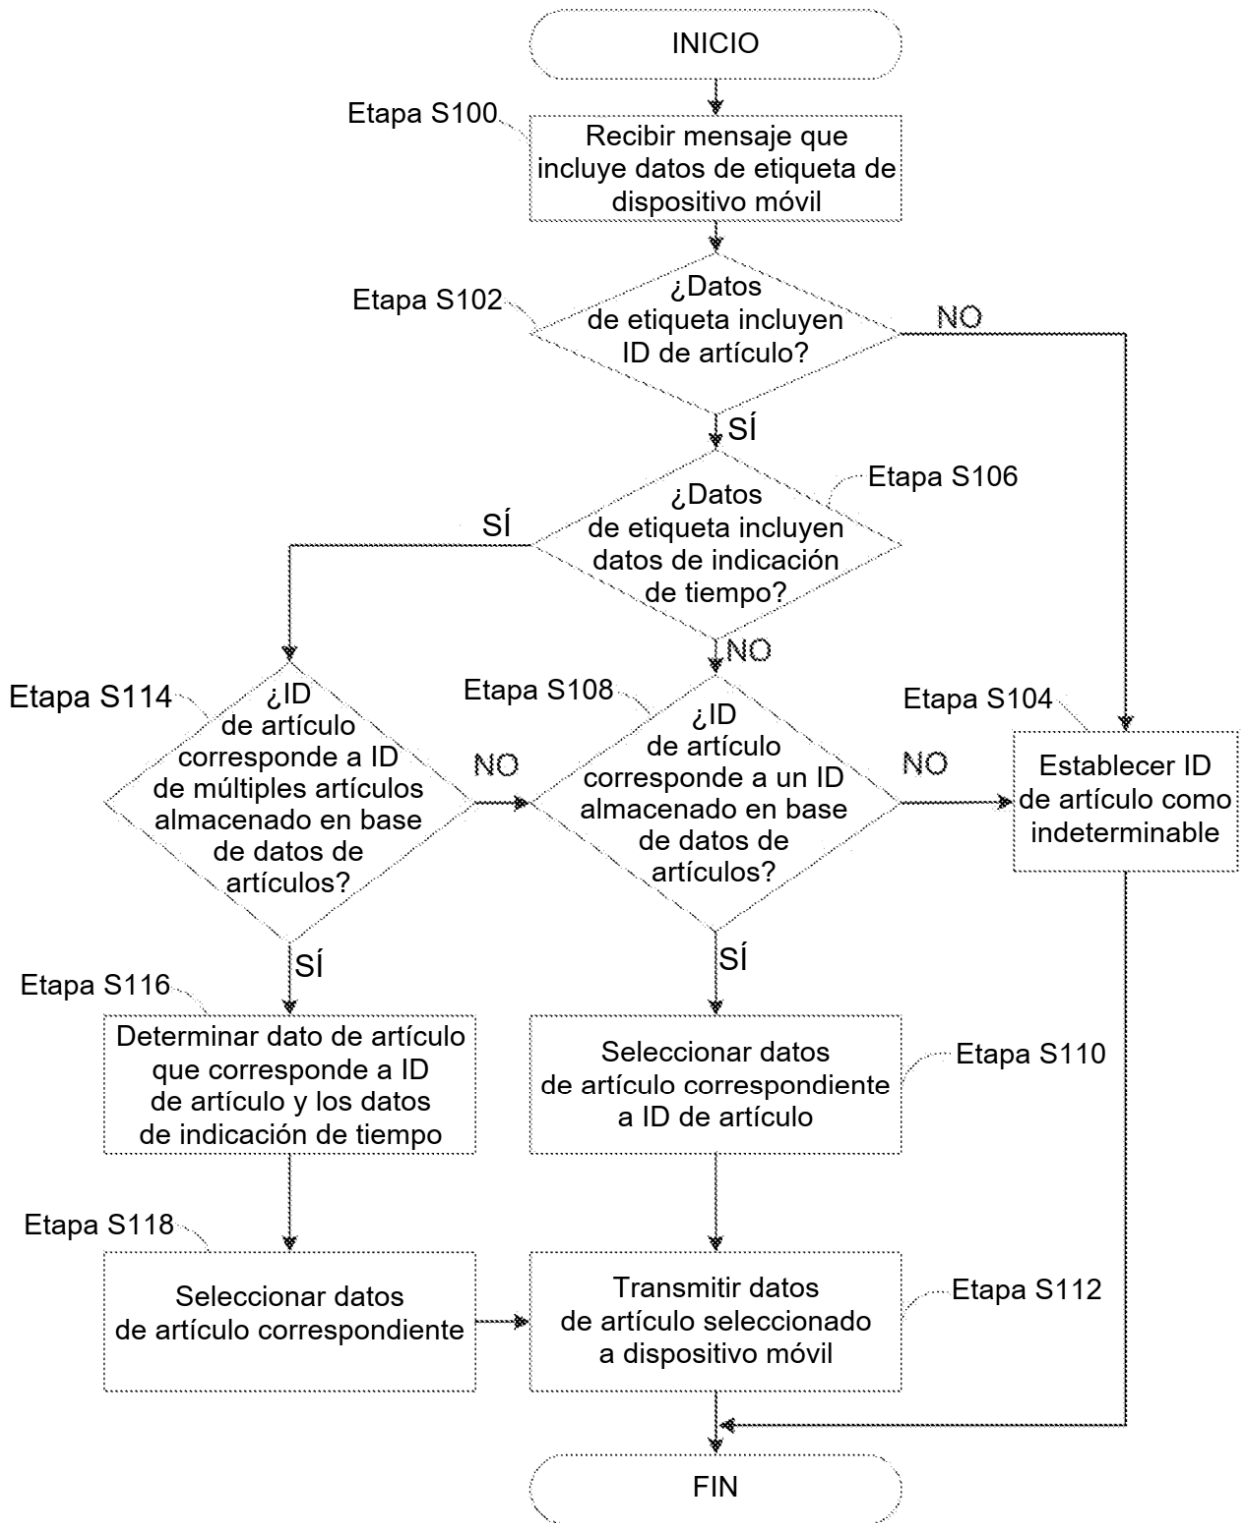 INICIO
Etapa S100
Recibir mensaje que
incluye datos de etiqueta de
dispositivo móvil
Etapa S102
¿Datos
de etiqueta incluyen
ID de artículo?
NO
SÍ
Etapa S106
¿Datos
de etiqueta incluyen
datos de indicación
de tiempo?
SÍ
NO
Etapa S114
¿ID
de artículo
corresponde a ID
de múltiples artículos
almacenado en base
de datos de
artículos?
NO
Etapa S108
¿ID
de artículo
corresponde a un ID
almacenado en base
de datos de
artículos?
NO
Etapa S104
Establecer ID
de artículo como
indeterminable
SÍ
SÍ
Etapa S116
Determinar dato de artículo
que corresponde a ID
de artículo y los datos
de indicación de tiempo
Seleccionar datos
de artículo correspondiente
a ID de artículo
Etapa S110
Etapa S118
Seleccionar datos
de artículo correspondiente
Transmitir datos
de artículo seleccionado
a dispositivo móvil
Etapa S112
FIN